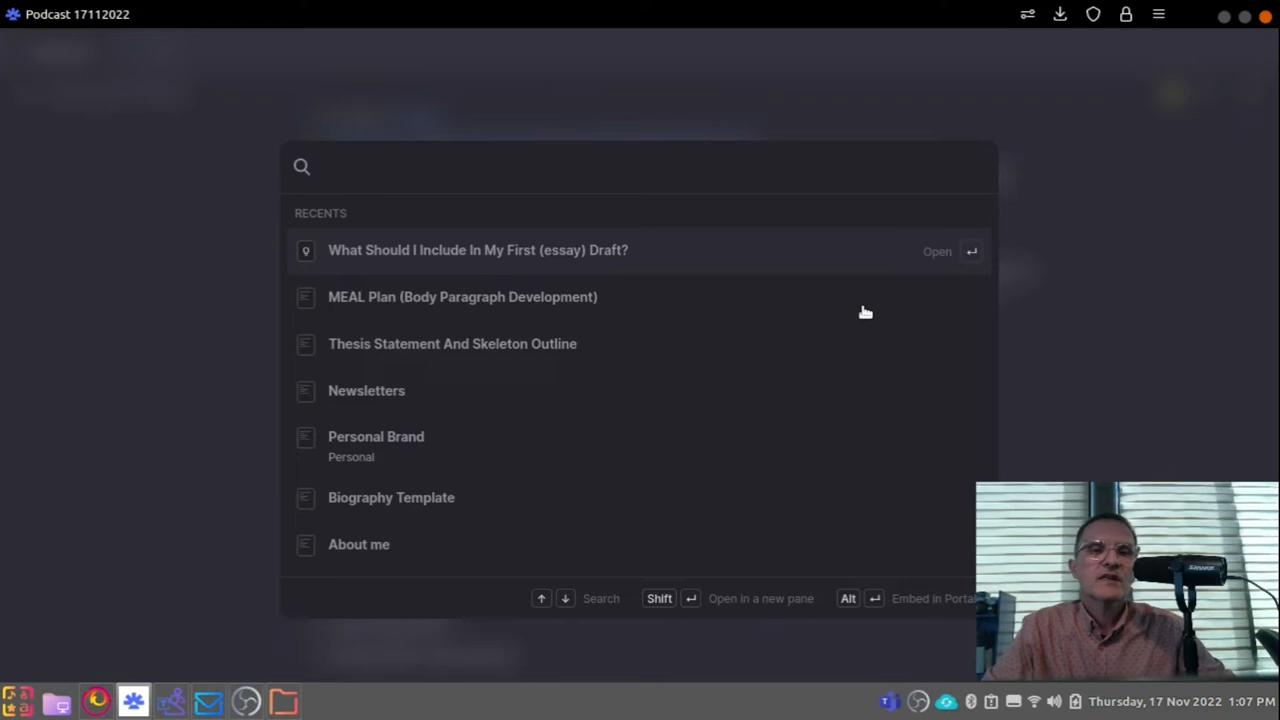 Podcast 17112022
RECENTS
What Should I Include In My First (essay) Draft?
Open
MEAL Plan (Body Paragraph Development)
Thesis Statement And Skeleton Outline
Newsletters
Personal Brand
Personal
Biography Template
About me
Search Shift Open in a new pane Alt Embed in Portal
Thursday, 17 Nov 2022 1:07 PM